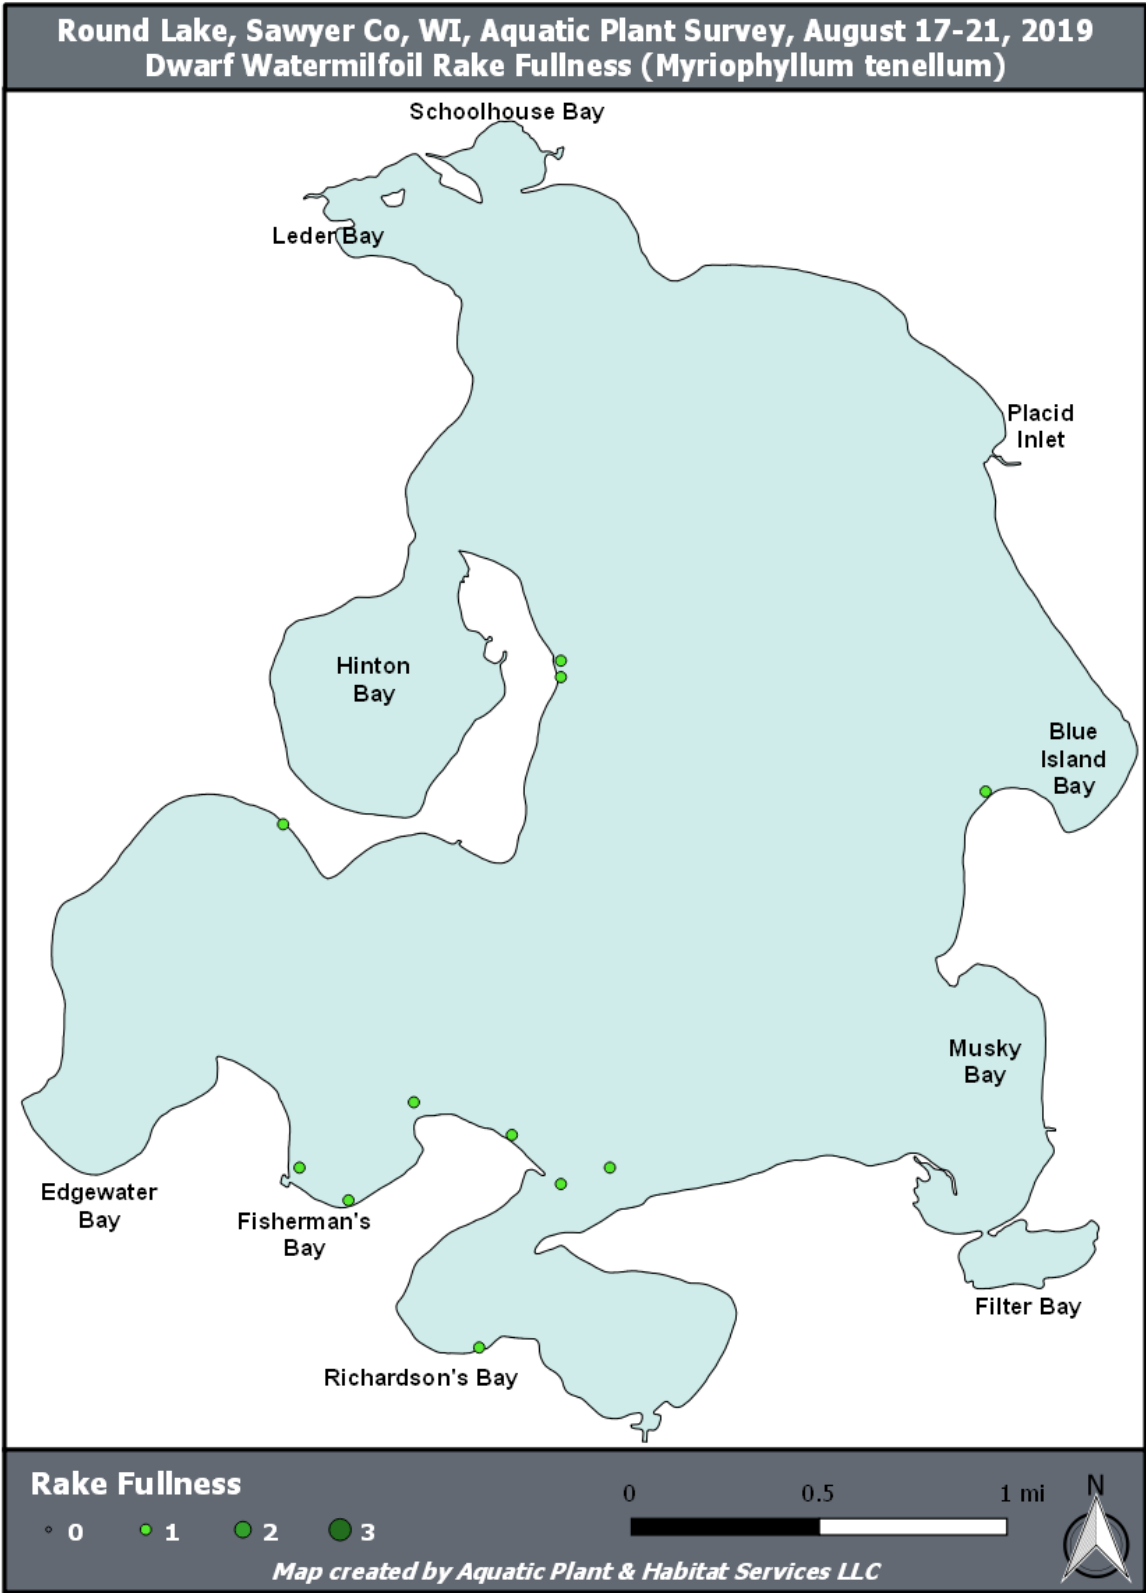 Round Lake, Sawyer Co, WI, Aquatic Plant Survey, August 17-21, 2019
Dwarf Watermilfoil Rake Fullness (Myriophyllum tenellum)
Schoolhouse Bay
Leder Bay
Placid
Inlet
Hinton
Bay
Blue
Island
Bay
Musky
Bay
Edgewater
Bay
Fisherman's
Bay
Filter Bay
Richardson's Bay
Rake Fullness
0 1 2 3
0 0.5 1 mi
N
Map created by Aquatic Plant & Habitat Services LLC